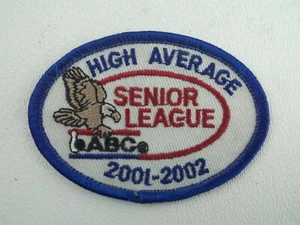 HIGH AVERAGE
SENIOR
LEAGUE
ABC
2001-2002